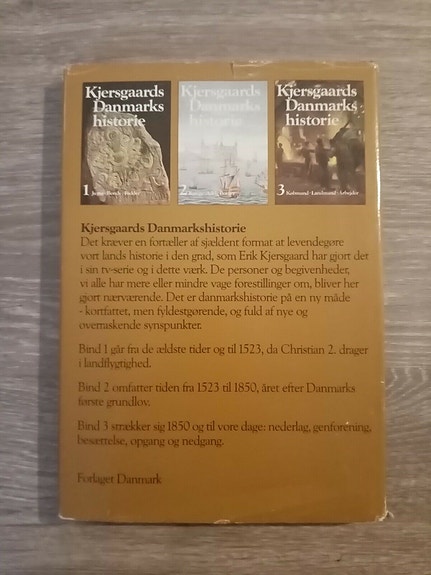 Kjersgaards
Danmarks
historie
1
Kjersgaards
Danmarks
historie
2
Kjersgaards
Danmarks
historie
3 Købmand · Landmand · Arbejder
Kjersgaards Danmarkshistorie
Det kræver en fortæller af sjældent format at levendegøre
vort lands historie i den grad, som Erik Kjersgaard har gjort det
i sin tv-serie og i dette værk. De personer og begivenheder,
vi alle har mere eller mindre vage forestillinger om, bliver her
gjort nærværende. Det er danmarkshistorie på en ny måde
- kortfattet, men fyldestgørende, og fuld af nye og
overraskende synspunkter.
Bind 1 går fra de ældste tider og til 1523, da Christian 2. drager
i landflygtighed.
Bind 2 omfatter tiden fra 1523 til 1850, året efter Danmarks
første grundlov.
Bind 3 strækker sig 1850 og til vore dage: nederlag, genforening,
besættelse, opgang og nedgang.
Forlaget Danmark